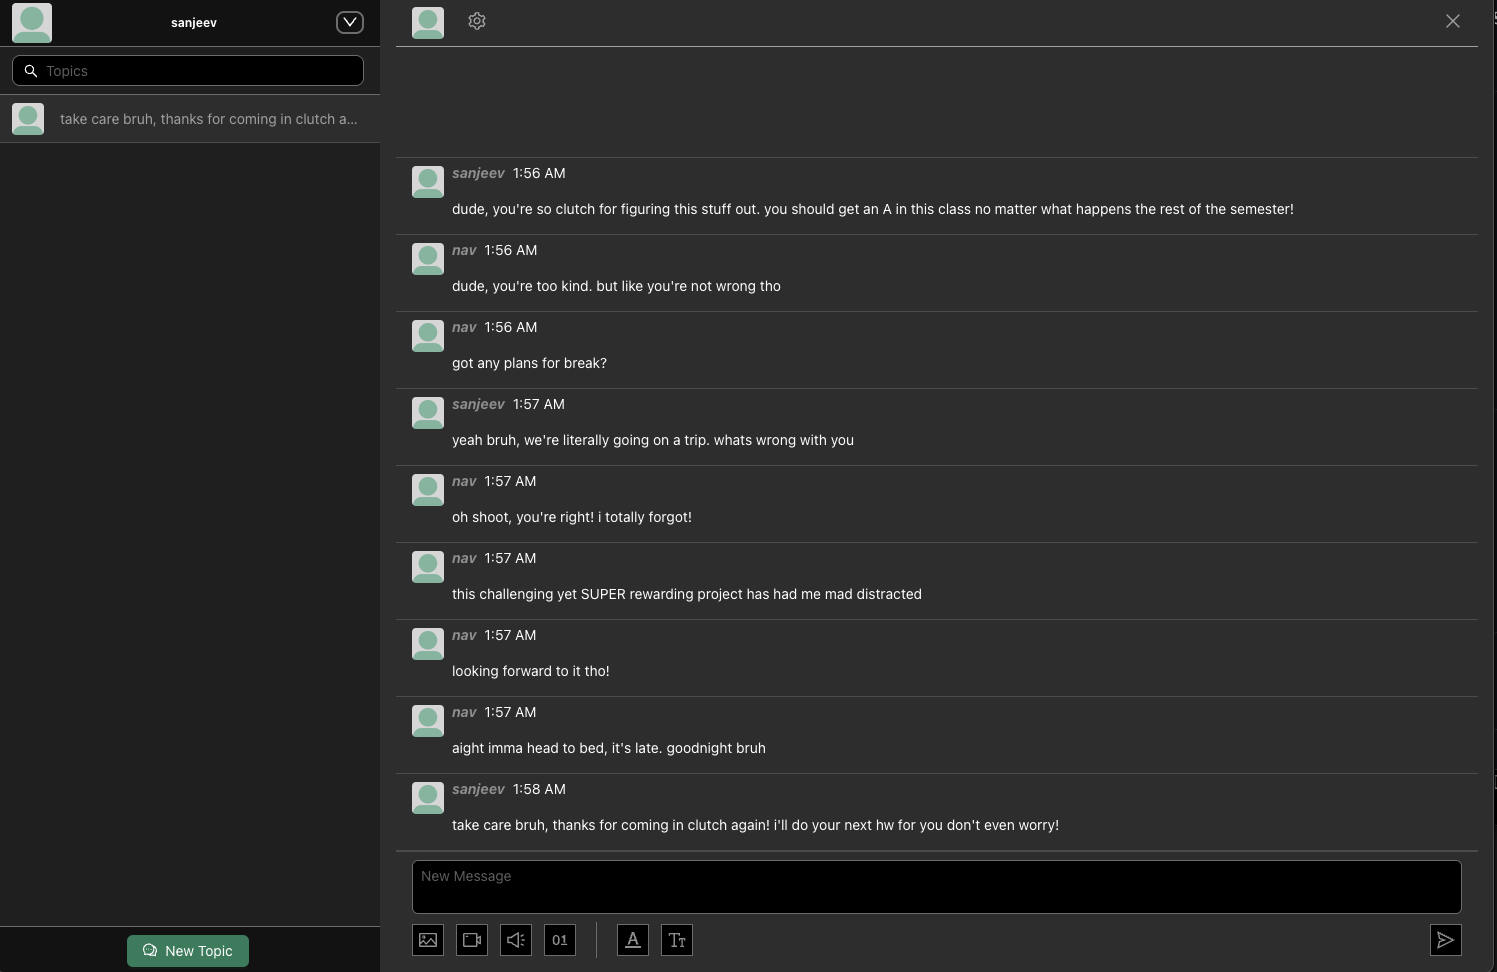 sanjeev
Topics
take care bruh, thanks for coming in clutch a...
sanjeev 1:56 AM
dude, you're so clutch for figuring this stuff out. you should get an A in this class no matter what happens the rest of the semester!
nav 1:56 AM
dude, you're too kind. but like you're not wrong tho
nav 1:56 AM
got any plans for break?
sanjeev 1:57 AM
yeah bruh, we're literally going on a trip. whats wrong with you
nav 1:57 AM
oh shoot, you're right! i totally forgot!
nav 1:57 AM
this challenging yet SUPER rewarding project has had me mad distracted
nav 1:57 AM
looking forward to it tho!
nav 1:57 AM
aight imma head to bed, it's late. goodnight bruh
sanjeev 1:58 AM
take care bruh, thanks for coming in clutch again! i'll do your next hw for you don't even worry!
New Message
01 A TT
New Topic